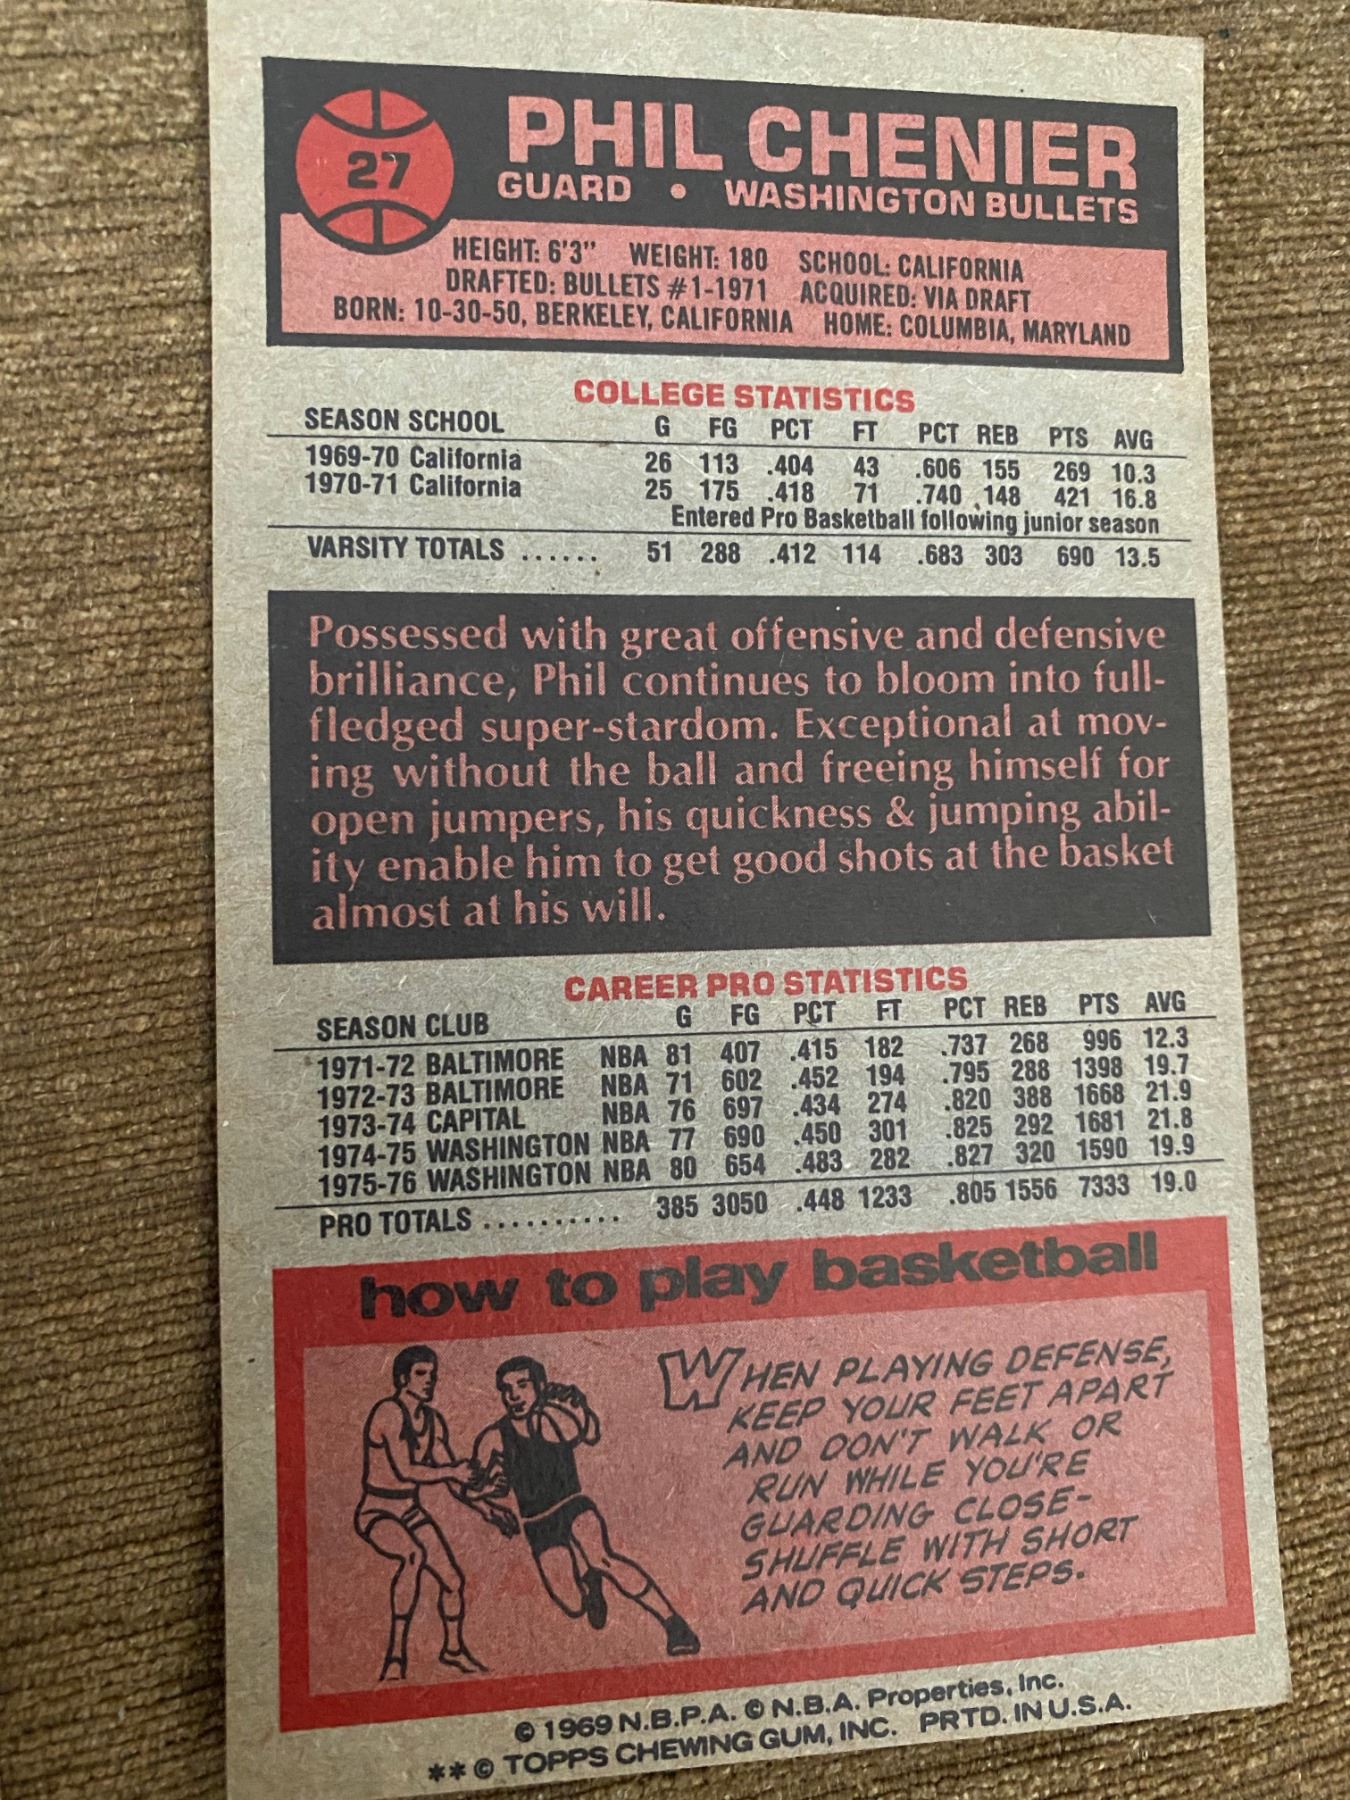 27
PHIL CHENIER
GUARD • WASHINGTON BULLETS
HEIGHT: 6'3" WEIGHT: 180 SCHOOL: CALIFORNIA
DRAFTED: BULLETS #1-1971 ACQUIRED: VIA DRAFT
BORN: 10-30-50, BERKELEY, CALIFORNIA HOME: COLUMBIA, MARYLAND
COLLEGE STATISTICS
SEASON SCHOOL G FG PCT FT PCT REB PTS AVG
1969-70 California 26 113 .404 43 .606 155 269 10.3
1970-71 California 25 175 .418 71 .740 148 421 16.8
Entered Pro Basketball following junior season
VARSITY TOTALS ...... 51 288 .412 114 .683 303 690 13.5
Possessed with great offensive and defensive
brilliance, Phil continues to bloom into full-
fledged super-stardom. Exceptional at mov-
ing without the ball and freeing himself for
open jumpers, his quickness & jumping abil-
ity enable him to get good shots at the basket
almost at his will.
CAREER PRO STATISTICS
SEASON CLUB G FG PCT FT PCT REB PTS AVG
1971-72 BALTIMORE NBA 81 407 .415 182 .737 268 996 12.3
1972-73 BALTIMORE NBA 71 602 .452 194 .795 288 1398 19.7
1973-74 CAPITAL NBA 76 697 .434 274 .820 388 1668 21.9
1974-75 WASHINGTON NBA 77 690 .450 301 .825 292 1681 21.8
1975-76 WASHINGTON NBA 80 654 .483 282 .827 320 1590 19.9
PRO TOTALS .......... 385 3050 .448 1233 .805 1556 7333 19.0
how to play basketball
WHEN PLAYING DEFENSE,
KEEP YOUR FEET APART
AND DON'T WALK OR
RUN WHILE YOU'RE
GUARDING CLOSE-
SHUFFLE WITH SHORT
AND QUICK STEPS.
© 1969 N.B.P.A. © N.B.A. Properties, Inc.
** © TOPPS CHEWING GUM, INC. PRTD. IN U.S.A.